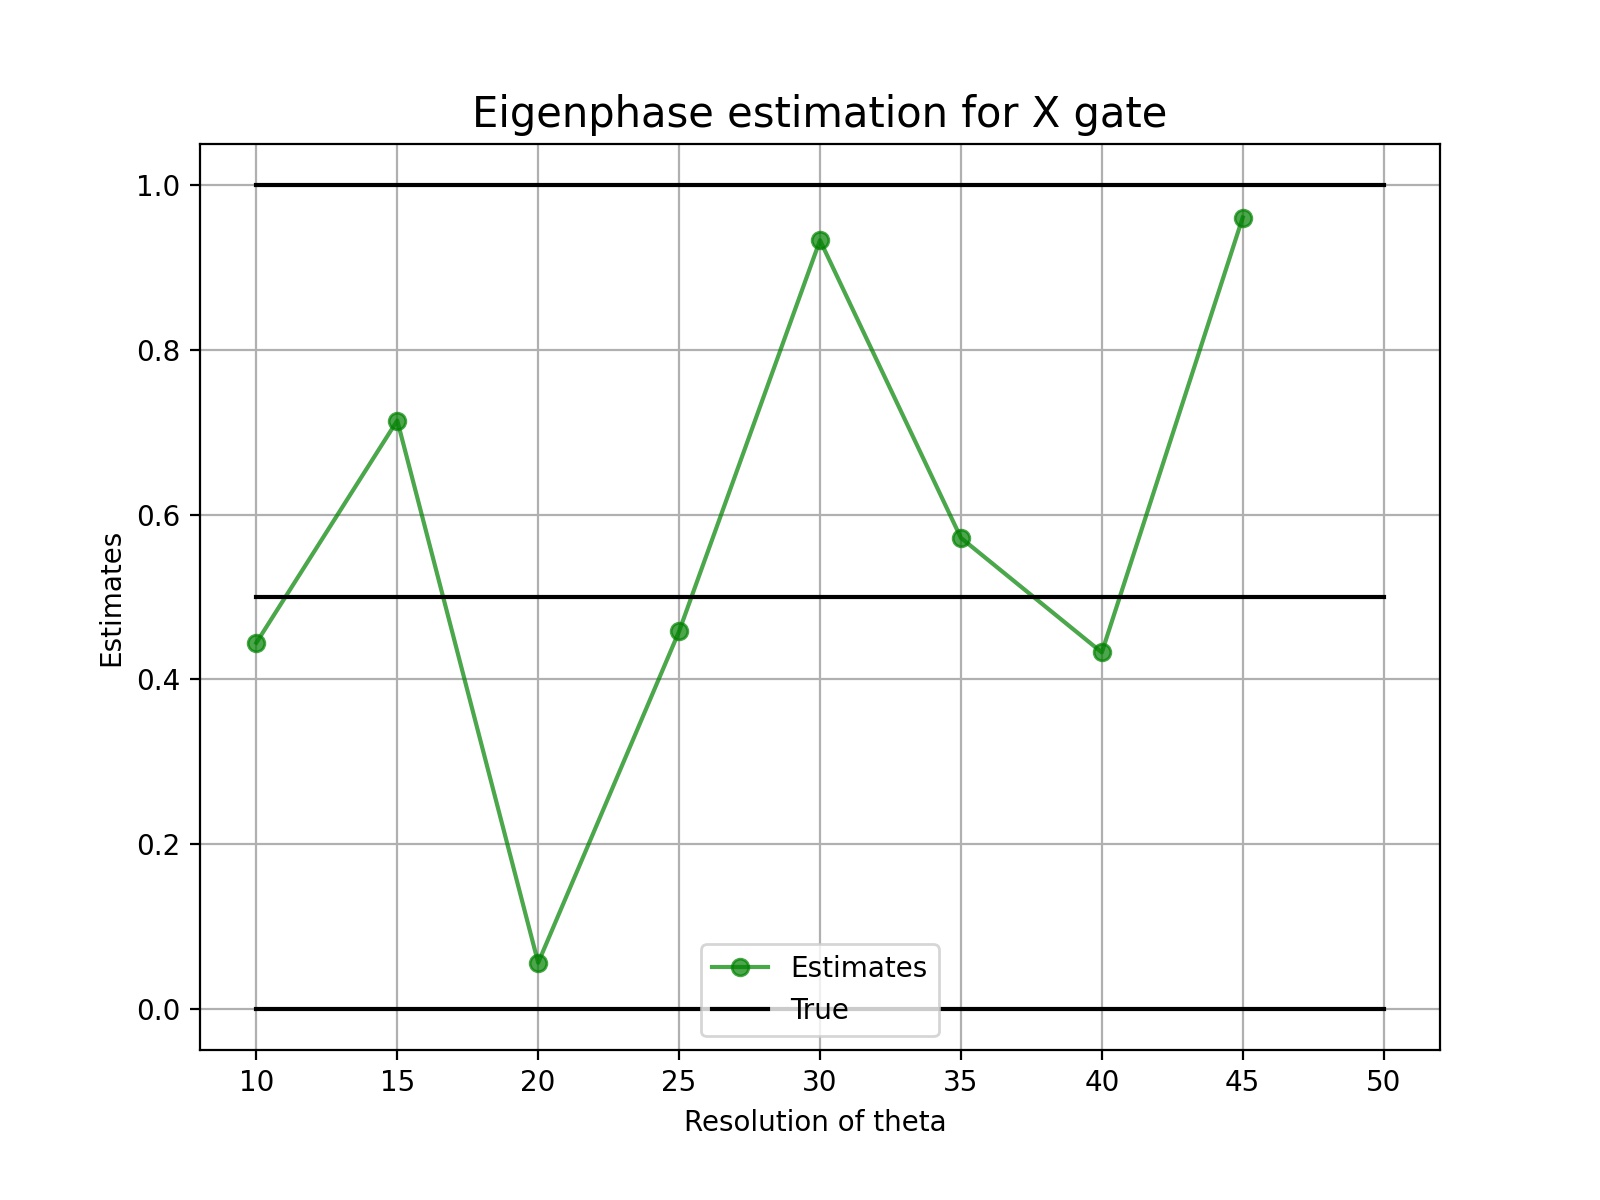 Eigenphase estimation for X gate
1.0
0.8
0.6
0.4
0.2
0.0
Estimates
Estimates
True
10 15 20 25 30 35 40 45 50
Resolution of theta